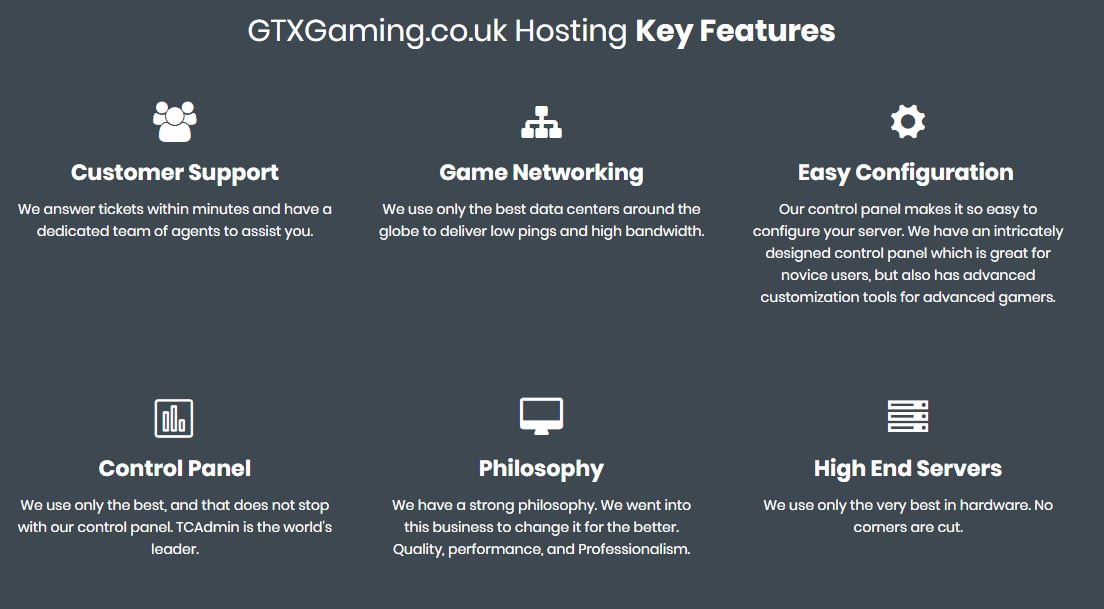 GTXGaming.co.uk Hosting Key Features
Customer Support
We answer tickets within minutes and have a
dedicated team of agents to assist you.
Game Networking
We use only the best data centers around the
globe to deliver low pings and high bandwidth.
Easy Configuration
Our control panel makes it so easy to
configure your server. We have an intricately
designed control panel which is great for
novice users, but also has advanced
customization tools for advanced gamers.
Control Panel
We use only the best, and that does not stop
with our control panel. TCAdmin is the world's
leader.
Philosophy
We have a strong philosophy. We went into
this business to change it for the better.
Quality, performance, and Professionalism.
High End Servers
We use only the very best in hardware. No
corners are cut.